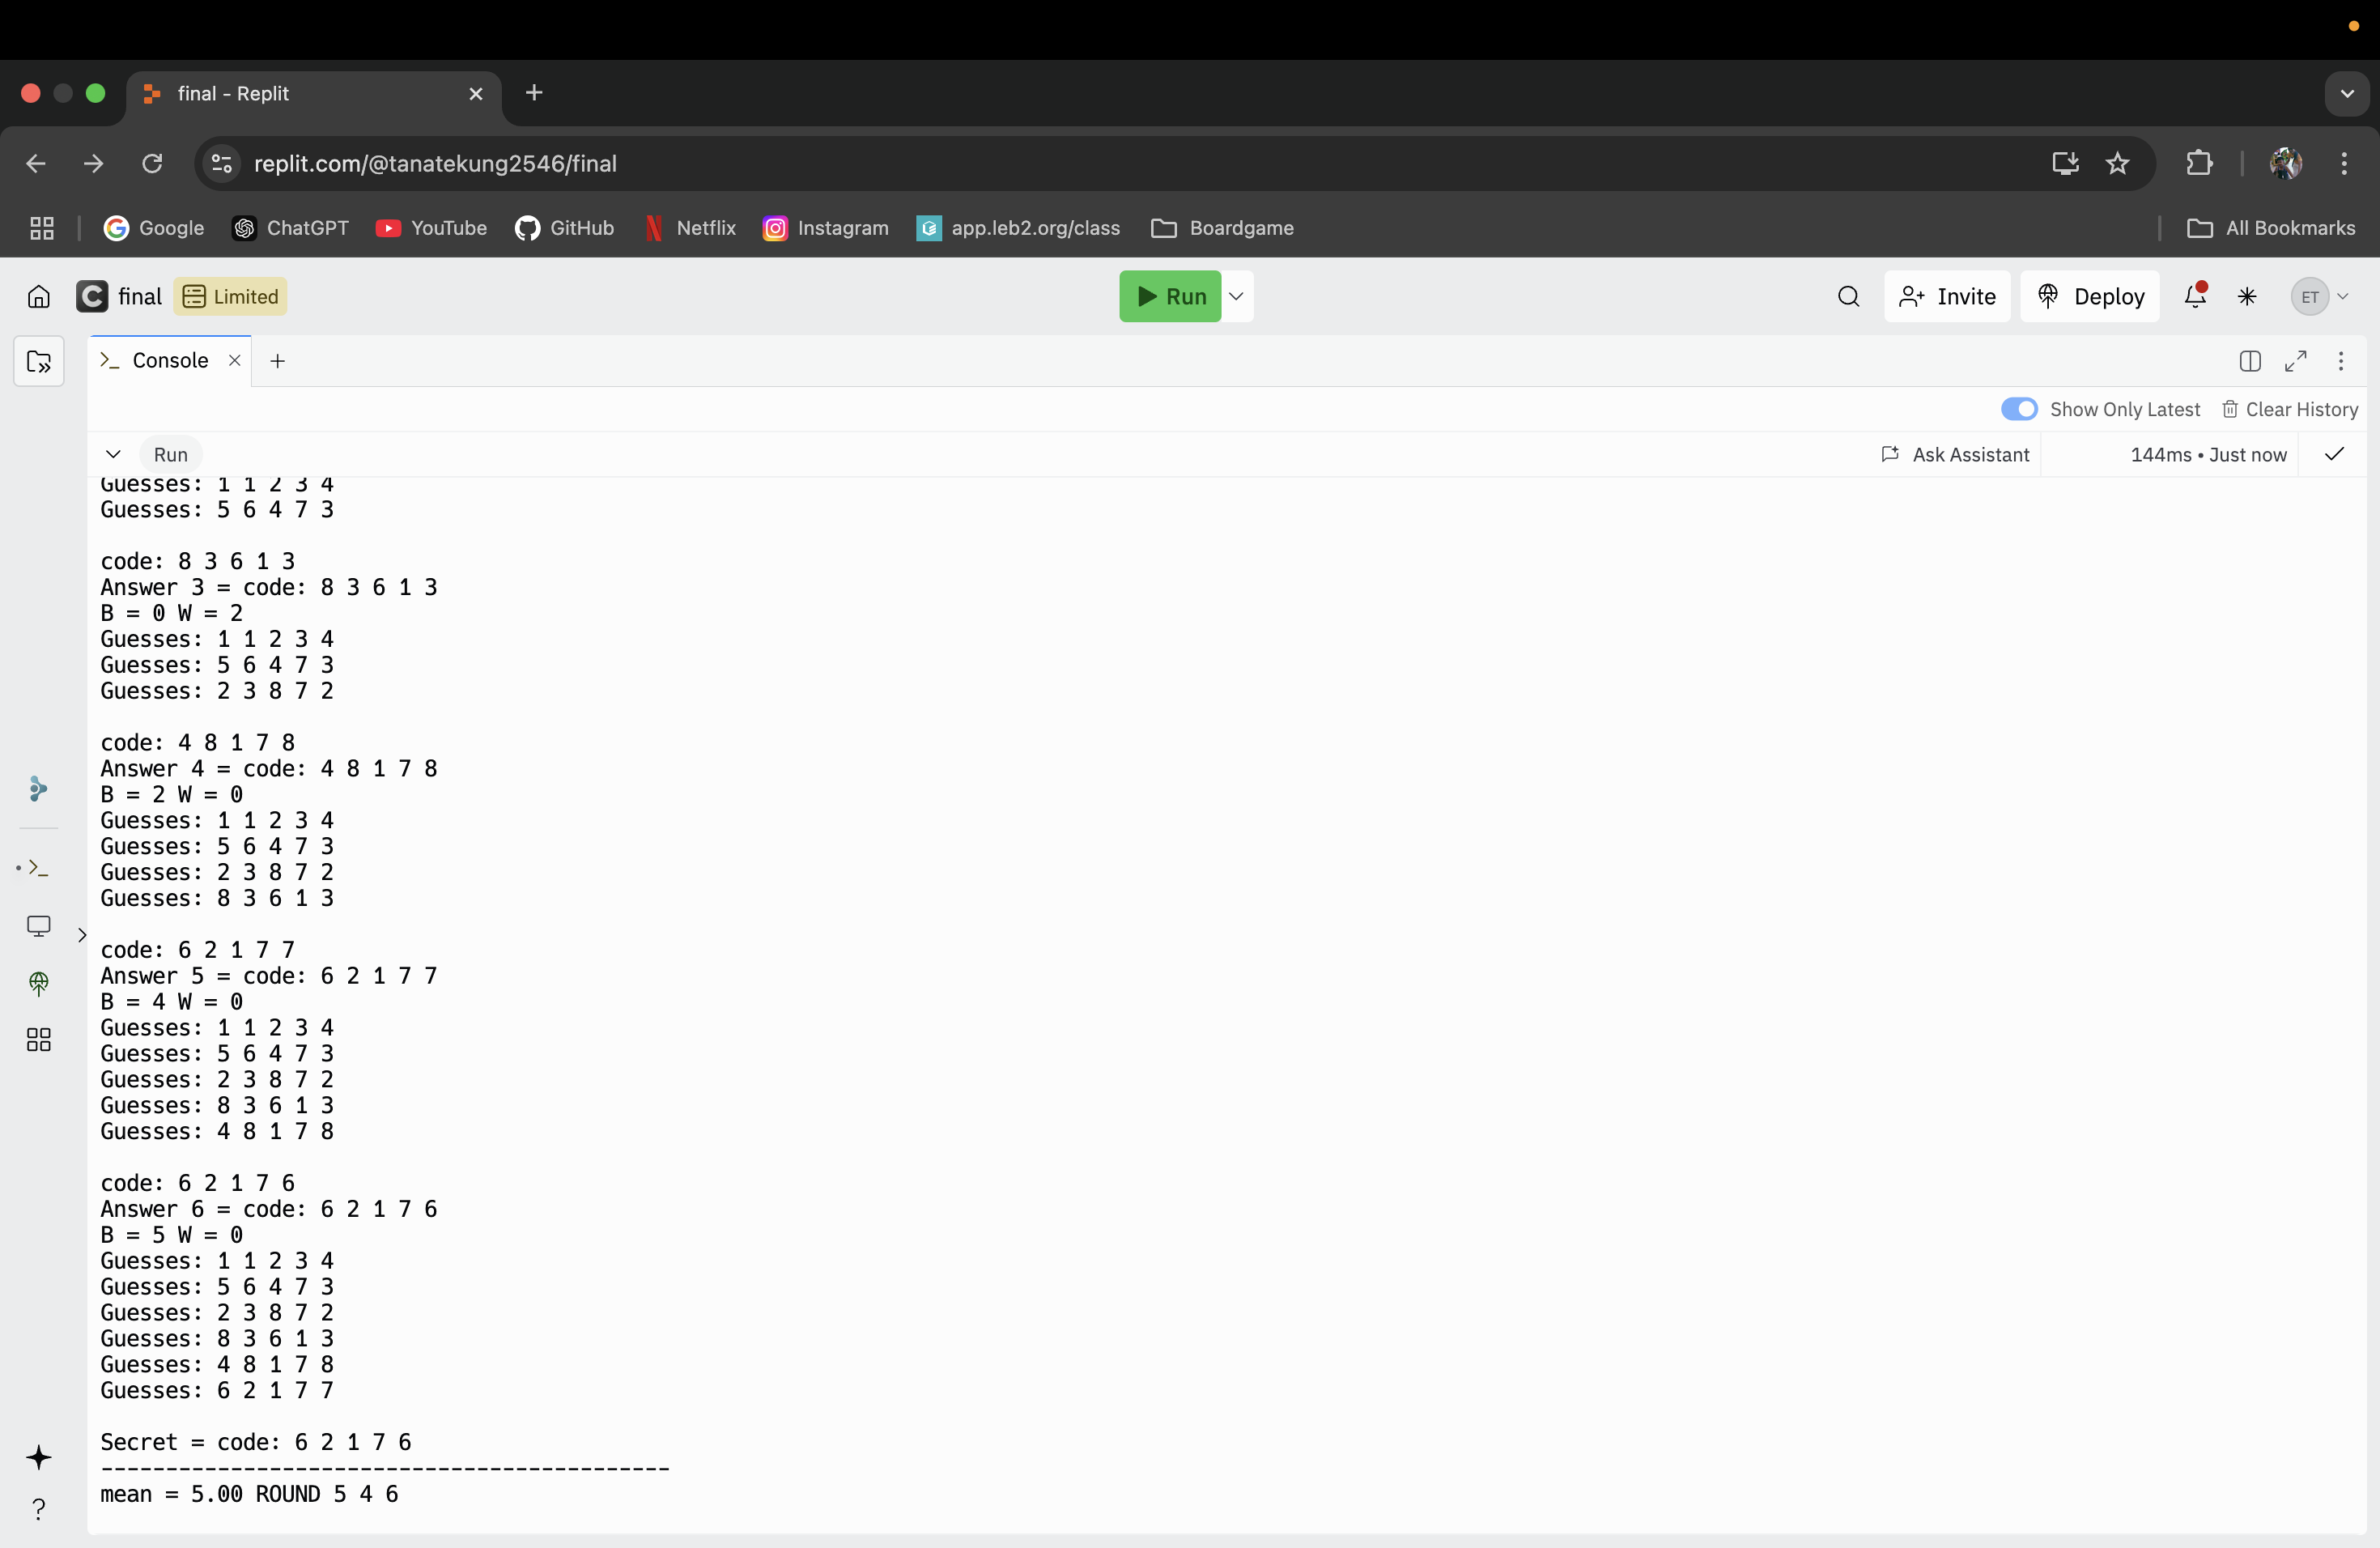 final - Replit
replit.com/@tanatekung2546/final
Google ChatGPT YouTube GitHub Netflix Instagram app.leb2.org/class Boardgame All Bookmarks
final Limited Run Invite Deploy ET
Console
Show Only Latest Clear History
Run Ask Assistant 144ms • Just now
Guesses: 1 1 2 3 4
Guesses: 5 6 4 7 3
code: 8 3 6 1 3
Answer 3 = code: 8 3 6 1 3
B = 0 W = 2
Guesses: 1 1 2 3 4
Guesses: 5 6 4 7 3
Guesses: 2 3 8 7 2
code: 4 8 1 7 8
Answer 4 = code: 4 8 1 7 8
B = 2 W = 0
Guesses: 1 1 2 3 4
Guesses: 5 6 4 7 3
Guesses: 2 3 8 7 2
Guesses: 8 3 6 1 3
code: 6 2 1 7 7
Answer 5 = code: 6 2 1 7 7
B = 4 W = 0
Guesses: 1 1 2 3 4
Guesses: 5 6 4 7 3
Guesses: 2 3 8 7 2
Guesses: 8 3 6 1 3
Guesses: 4 8 1 7 8
code: 6 2 1 7 6
Answer 6 = code: 6 2 1 7 6
B = 5 W = 0
Guesses: 1 1 2 3 4
Guesses: 5 6 4 7 3
Guesses: 2 3 8 7 2
Guesses: 8 3 6 1 3
Guesses: 4 8 1 7 8
Guesses: 6 2 1 7 7
Secret = code: 6 2 1 7 6
--------------------------------------------
mean = 5.00 ROUND 5 4 6